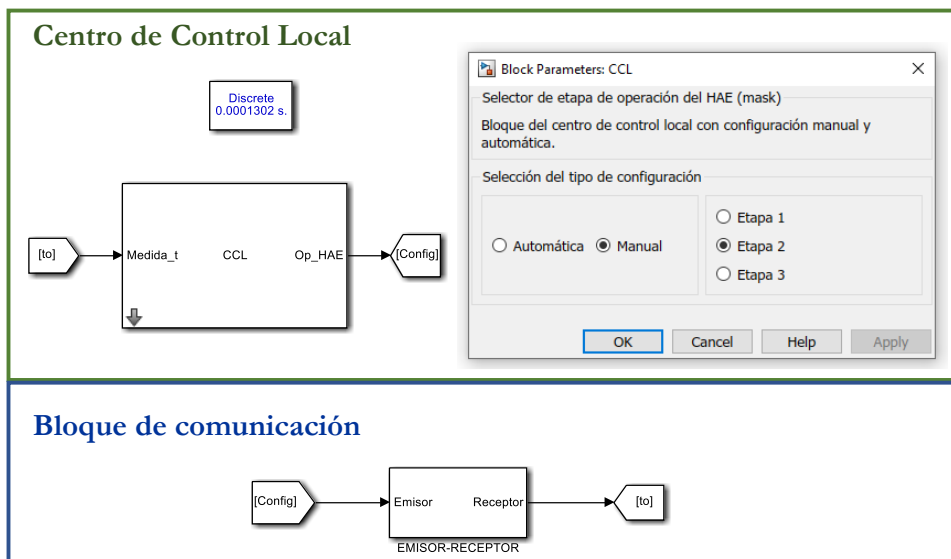 Centro de Control Local
Discrete
0.0001302 s.
[to]
Medida_t
CCL
Op_HAE
[Config]
Block Parameters: CCL
Selector de etapa de operación del HAE (mask)
Bloque del centro de control local con configuración manual y
automática.
Selección del tipo de configuración
Automática
Manual
Etapa 1
Etapa 2
Etapa 3
OK
Cancel
Help
Apply
Bloque de comunicación
[Config]
Emisor
Receptor
[to]
EMISOR-RECEPTOR